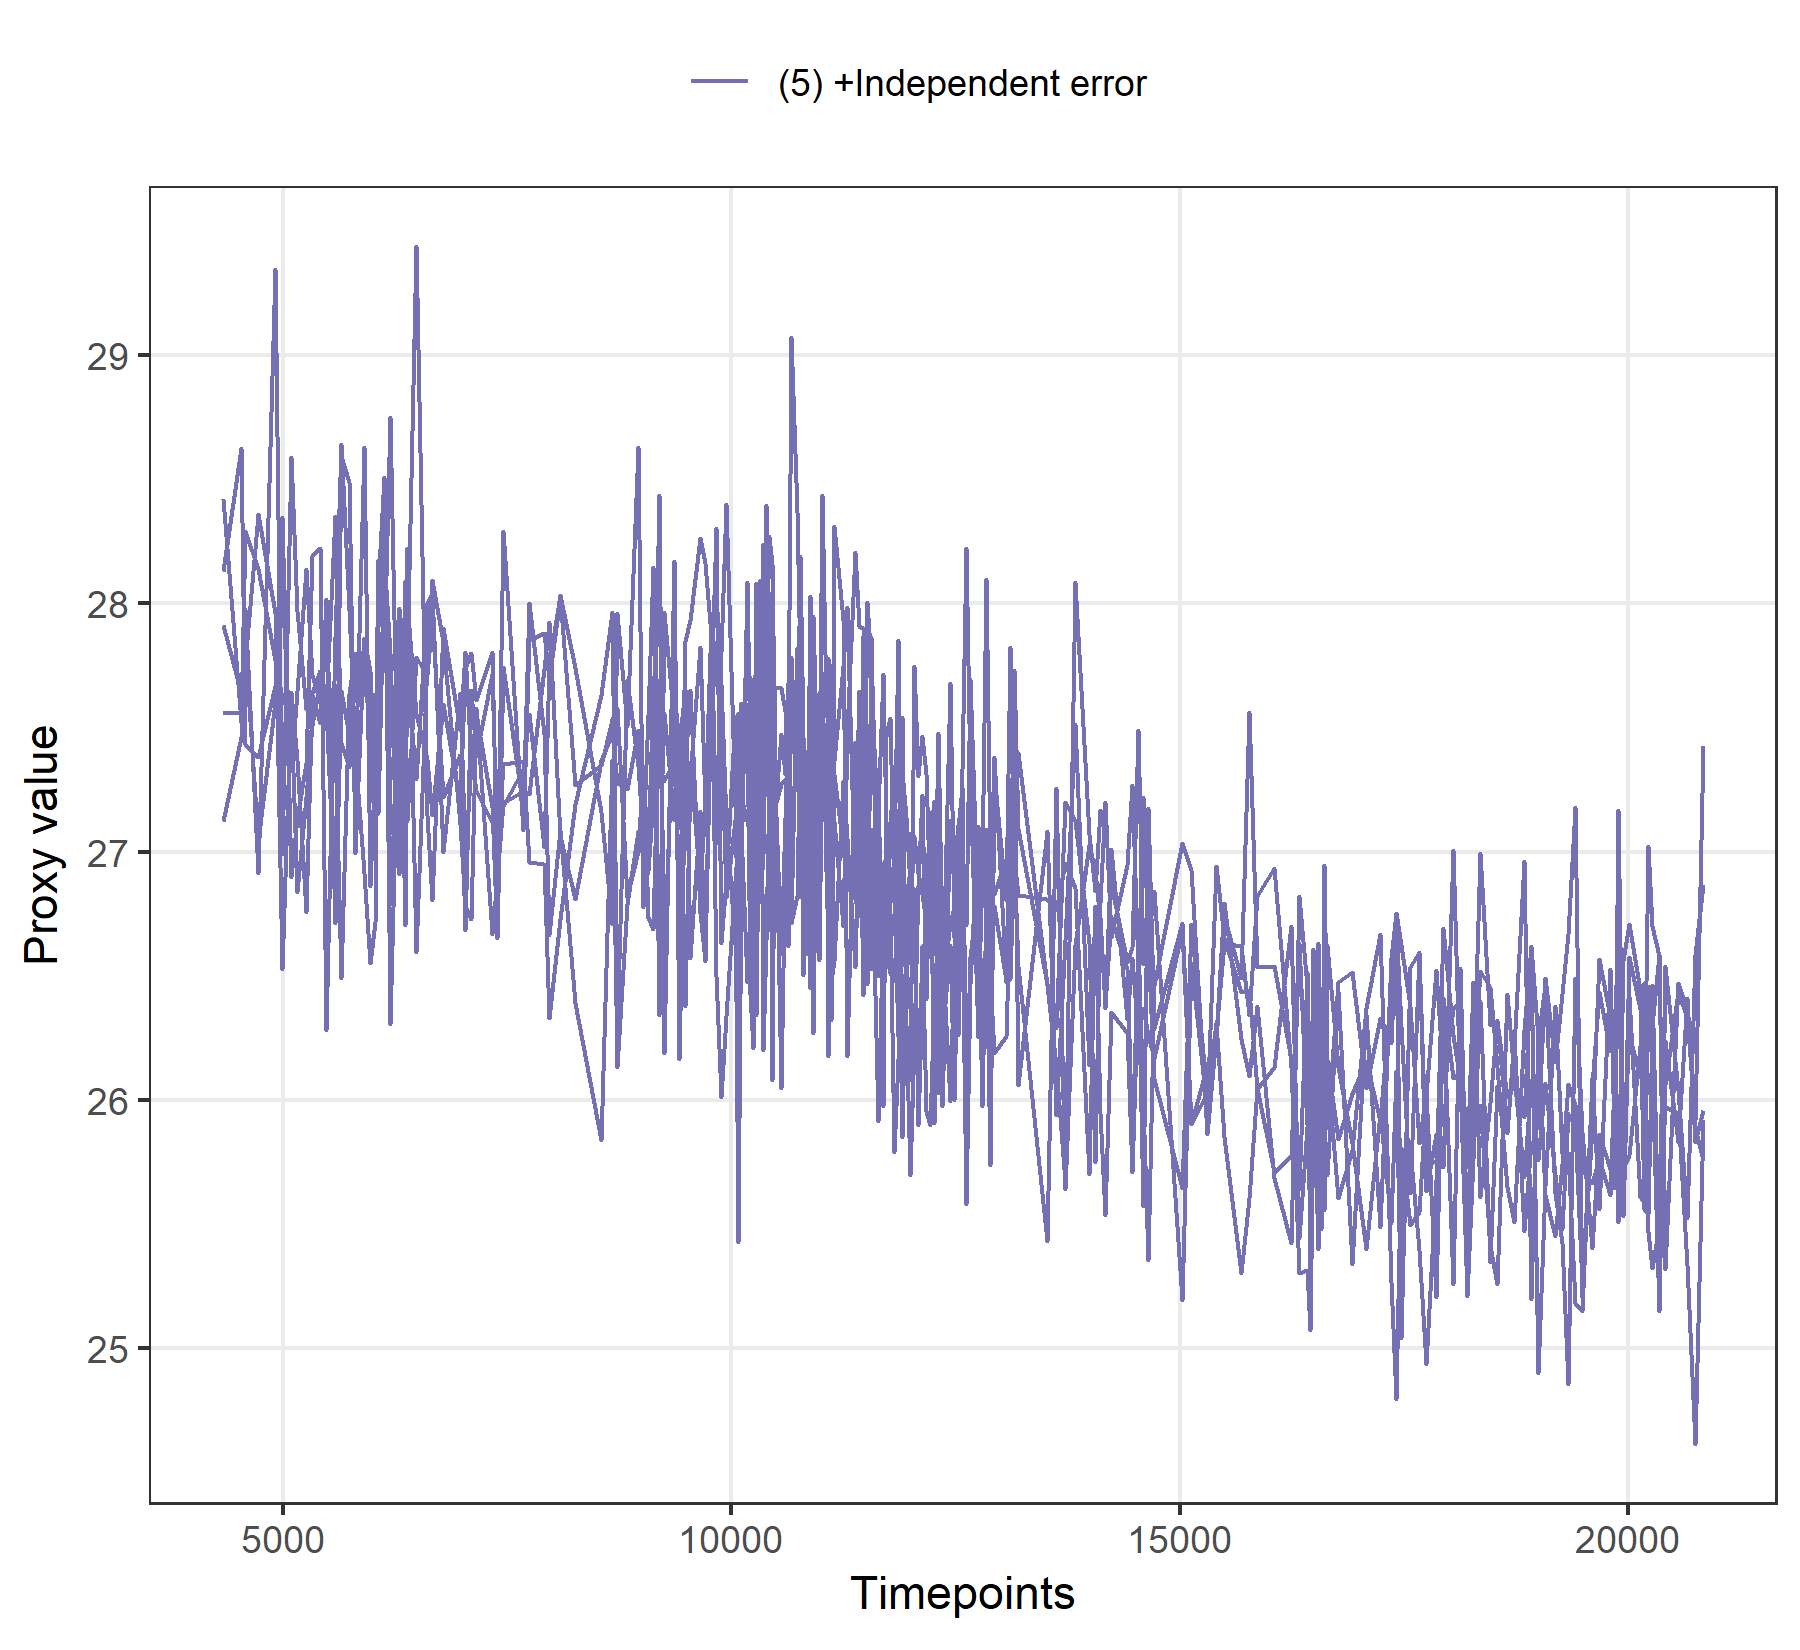 (5) +Independent error
29
28
27
26
25
Proxy value
5000 10000 15000 20000
Timepoints